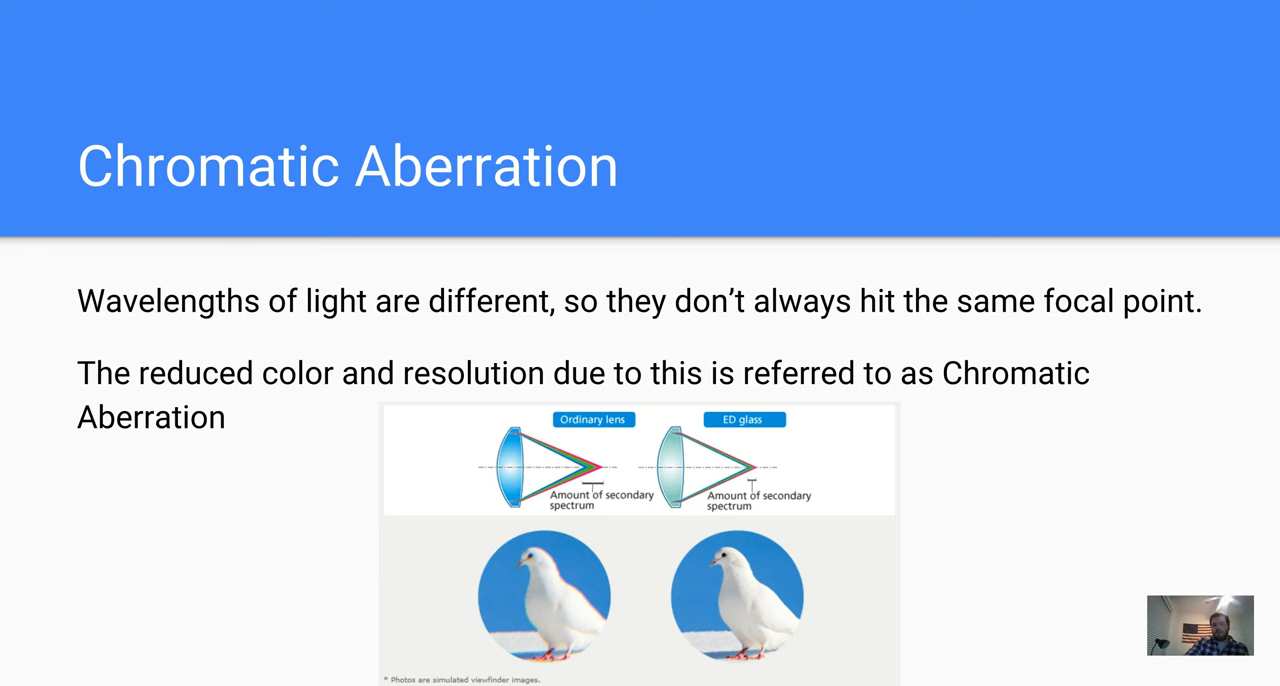 Chromatic Aberration
Wavelengths of light are different, so they don’t always hit the same focal point.
The reduced color and resolution due to this is referred to as Chromatic
Aberration
Ordinary lens
ED glass
Amount of secondary
spectrum
Amount of secondary
spectrum
* Photos are simulated viewfinder images.